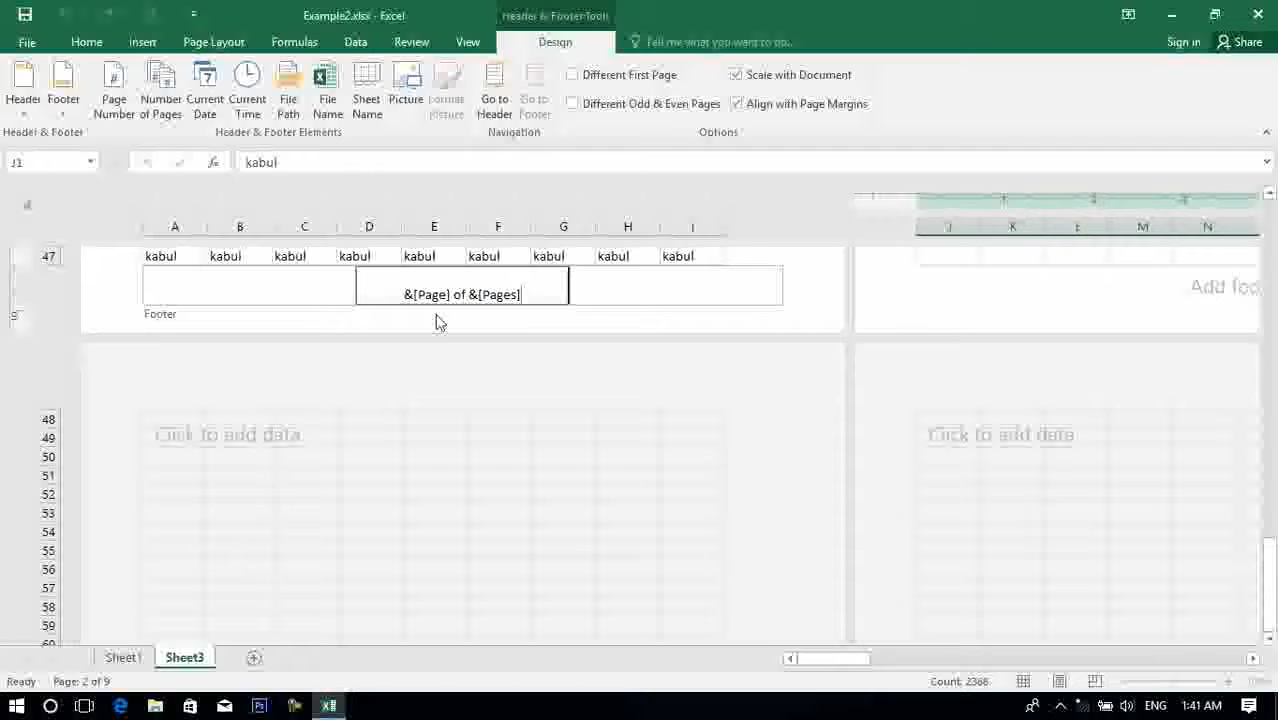 Example2.xlsx - Excel
Header & Footer Tools
File Home Insert Page Layout Formulas Data Review View Design Tell me what you want to do... Sign in Share
Header Footer Page Number Number of Pages Current Date Current Time File Path File Name Sheet Name Picture Format Picture Go to Header Go to Footer
Different First Page Scale with Document
Different Odd & Even Pages Align with Page Margins
Header & Footer Header & Footer Elements Navigation Options
J1 fx kabul
A B C D E F G H I J K L M N
47 kabul kabul kabul kabul kabul kabul kabul kabul kabul
&[Page] of &[Pages]
Add foo
Footer
48
49 Click to add data Click to add data
50
51
52
53
54
55
56
57
58
59
60
Sheet1 Sheet3
Ready Page: 2 of 9 Count: 2368
ENG 1:41 AM